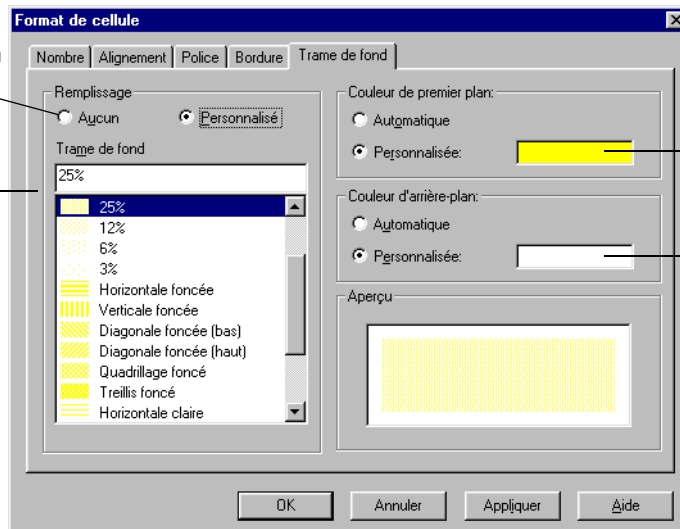 Format de cellule
Nombre Alignement Police Bordure Trame de fond
Remplissage
Aucun Personnalisé
Trame de fond
25%
25%
12%
6%
3%
Horizontale foncée
Verticale foncée
Diagonale foncée (bas)
Diagonale foncée (haut)
Quadrillage foncé
Treillis foncé
Horizontale claire
Couleur de premier plan:
Automatique
Personnalisée:
Couleur d'arrière-plan:
Automatique
Personnalisée:
Aperçu
OK Annuler Appliquer Aide